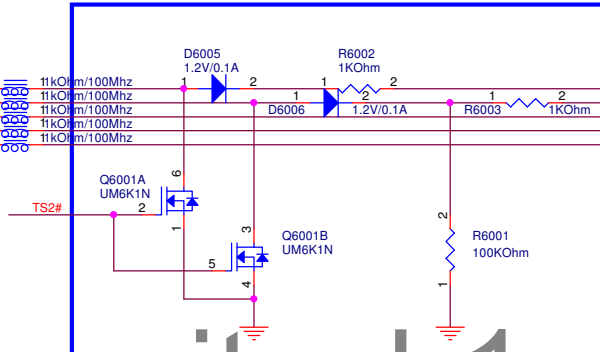 D6005
1.2V/0.1A
R6002
1KOhm
1 2
1 2
1kOhm/100Mhz
1kOhm/100Mhz
1kOhm/100Mhz
1kOhm/100Mhz
1kOhm/100Mhz
1 2
D6006
1.2V/0.1A
1 2
R6003
1KOhm
Q6001A
UM6K1N
6
2
1
TS2#
Q6001B
UM6K1N
3
5
4
2
R6001
100KOhm
1